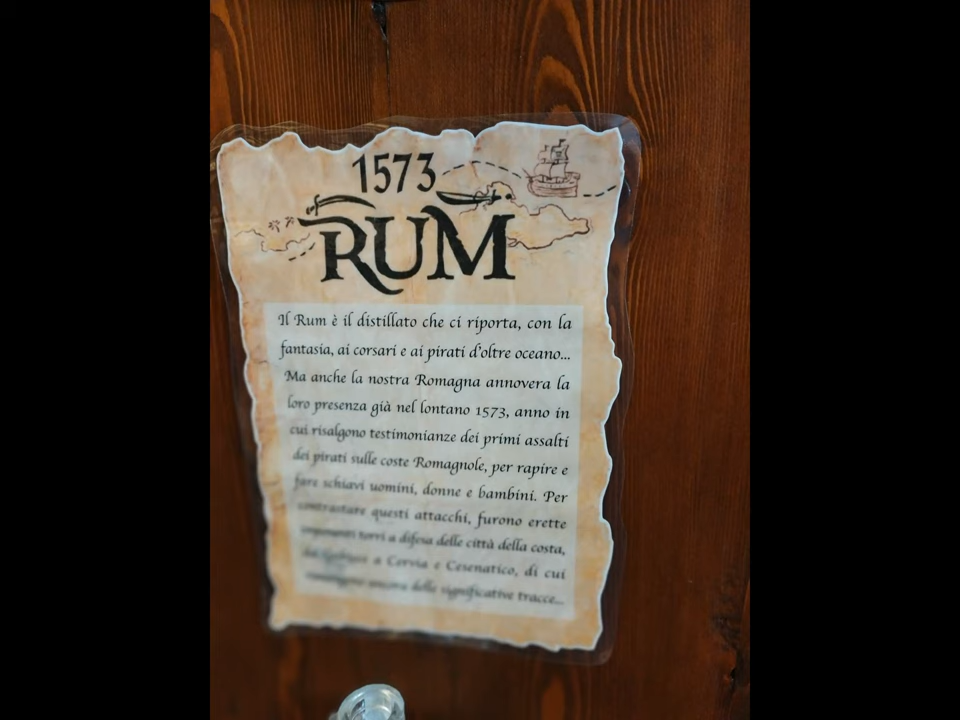 1573
RUM
Il Rum è il distillato che ci riporta, con la
fantasia, ai corsari e ai pirati d'oltre oceano...
Ma anche la nostra Romagna annovera la
loro presenza già nel lontano 1573, anno in
cui risalgono testimonianze dei primi assalti
dei pirati sulle coste Romagnole, per rapire e
fare schiavi uomini, donne e bambini. Per
contrastare questi attacchi, furono erette
imponenti torri a difesa delle città della costa,
a Cervia e Cesenatico, di cui
ancora delle significative tracce...